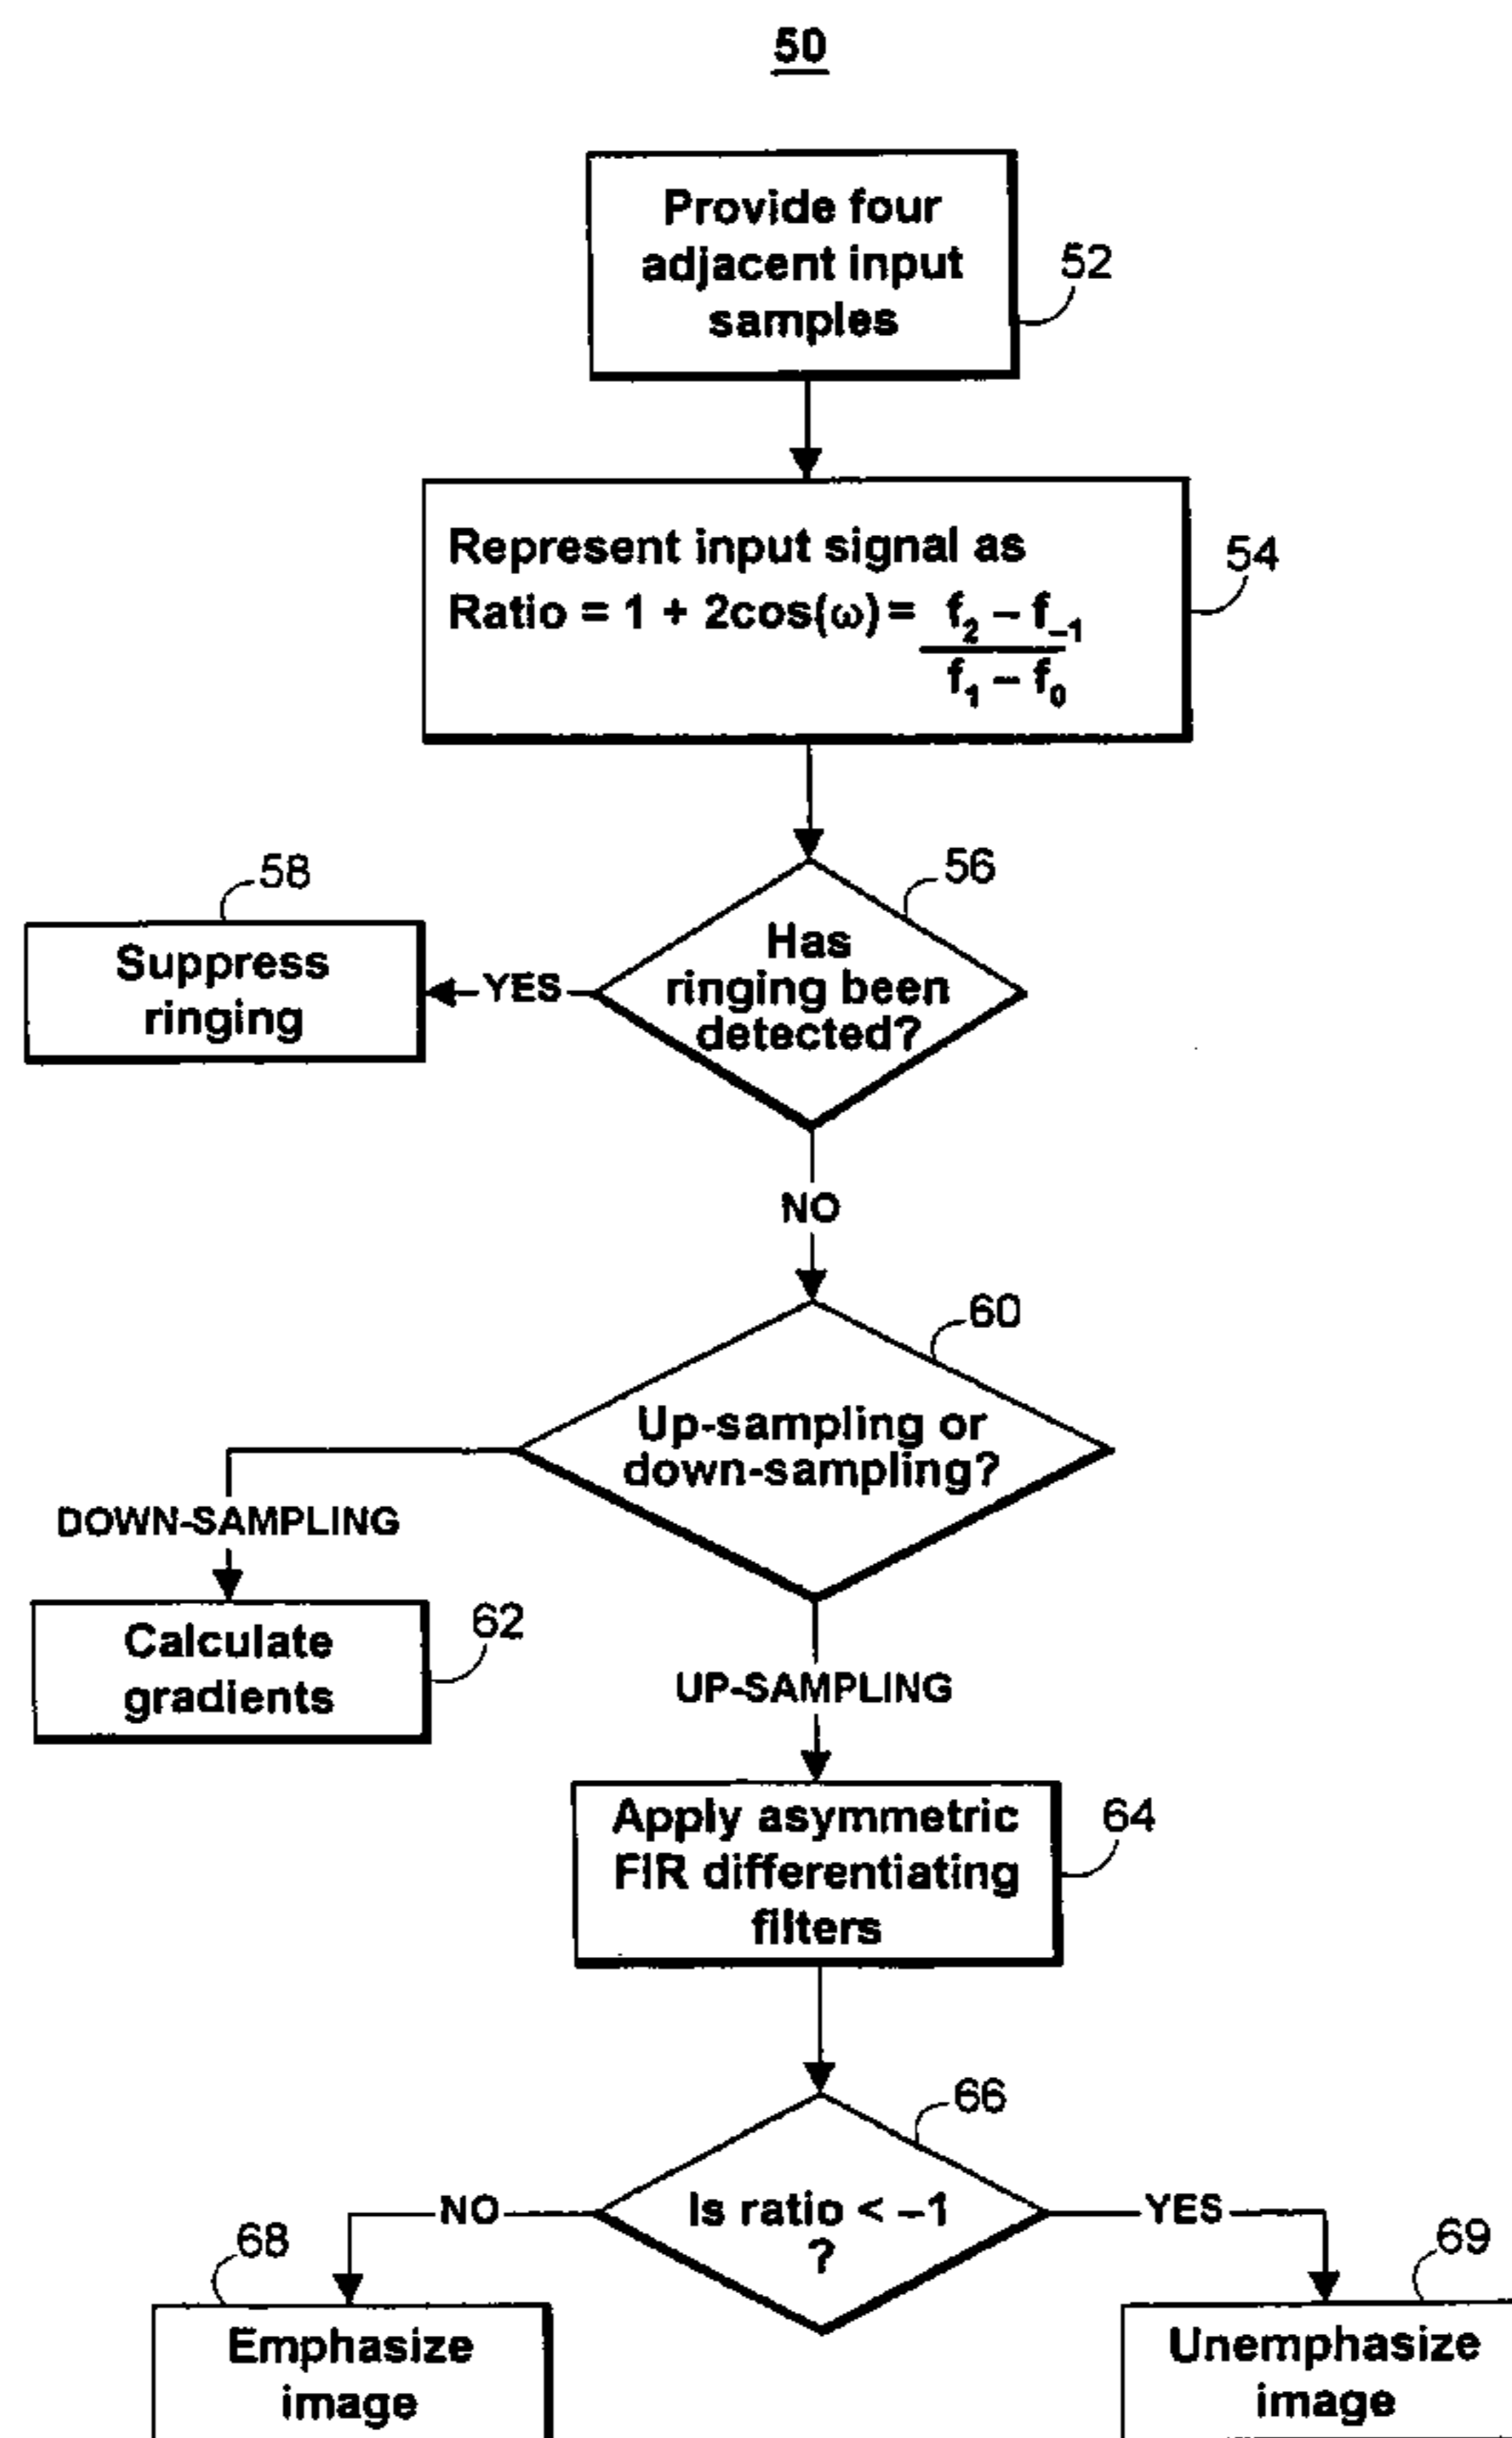 50
Provide four
adjacent input
samples
52
Represent input signal as
Ratio = 1 + 2cos(ω) = f₂ – f₋₁
f₁ – f₀
54
56
Has
ringing been
detected?
YES
58
Suppress
ringing
NO
60
Up-sampling or
down-sampling?
DOWN-SAMPLING
Calculate
gradients
62
UP-SAMPLING
Apply asymmetric
FIR differentiating
filters
64
66
Is ratio < –1
?
NO
YES
68
Emphasize
image
69
Unemphasize
image